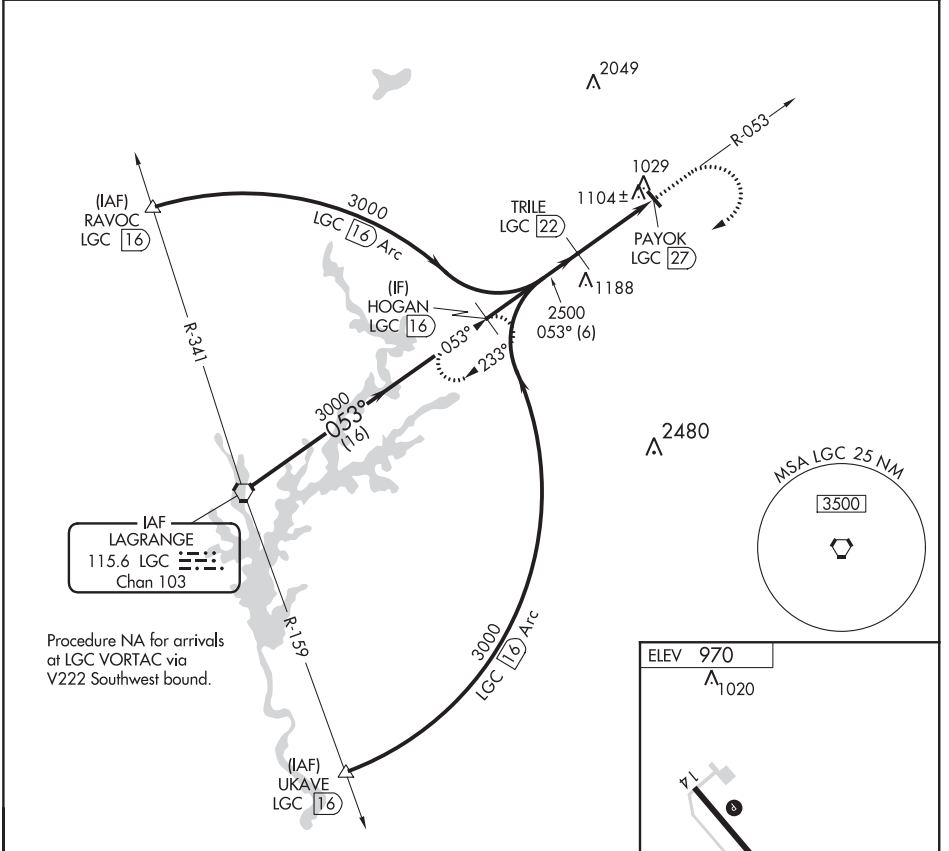 2049
R-053
1029
1104±
TRILE
LGC 22
PAYOK
LGC 27
(IAF)
RAVOC
LGC 16
3000
LGC 16 Arc
1188
(IF)
HOGAN
LGC 16
2500
053° (6)
053°
233°
R-341
3000
053°
(16)
2480
MSA LGC 25 NM
3500
IAF
LAGRANGE
115.6 LGC
Chan 103
R-159
3000
LGC 16 Arc
Procedure NA for arrivals
at LGC VORTAC via
V222 Southwest bound.
(IAF)
UKAVE
LGC 16
ELEV 970
1020
14
P